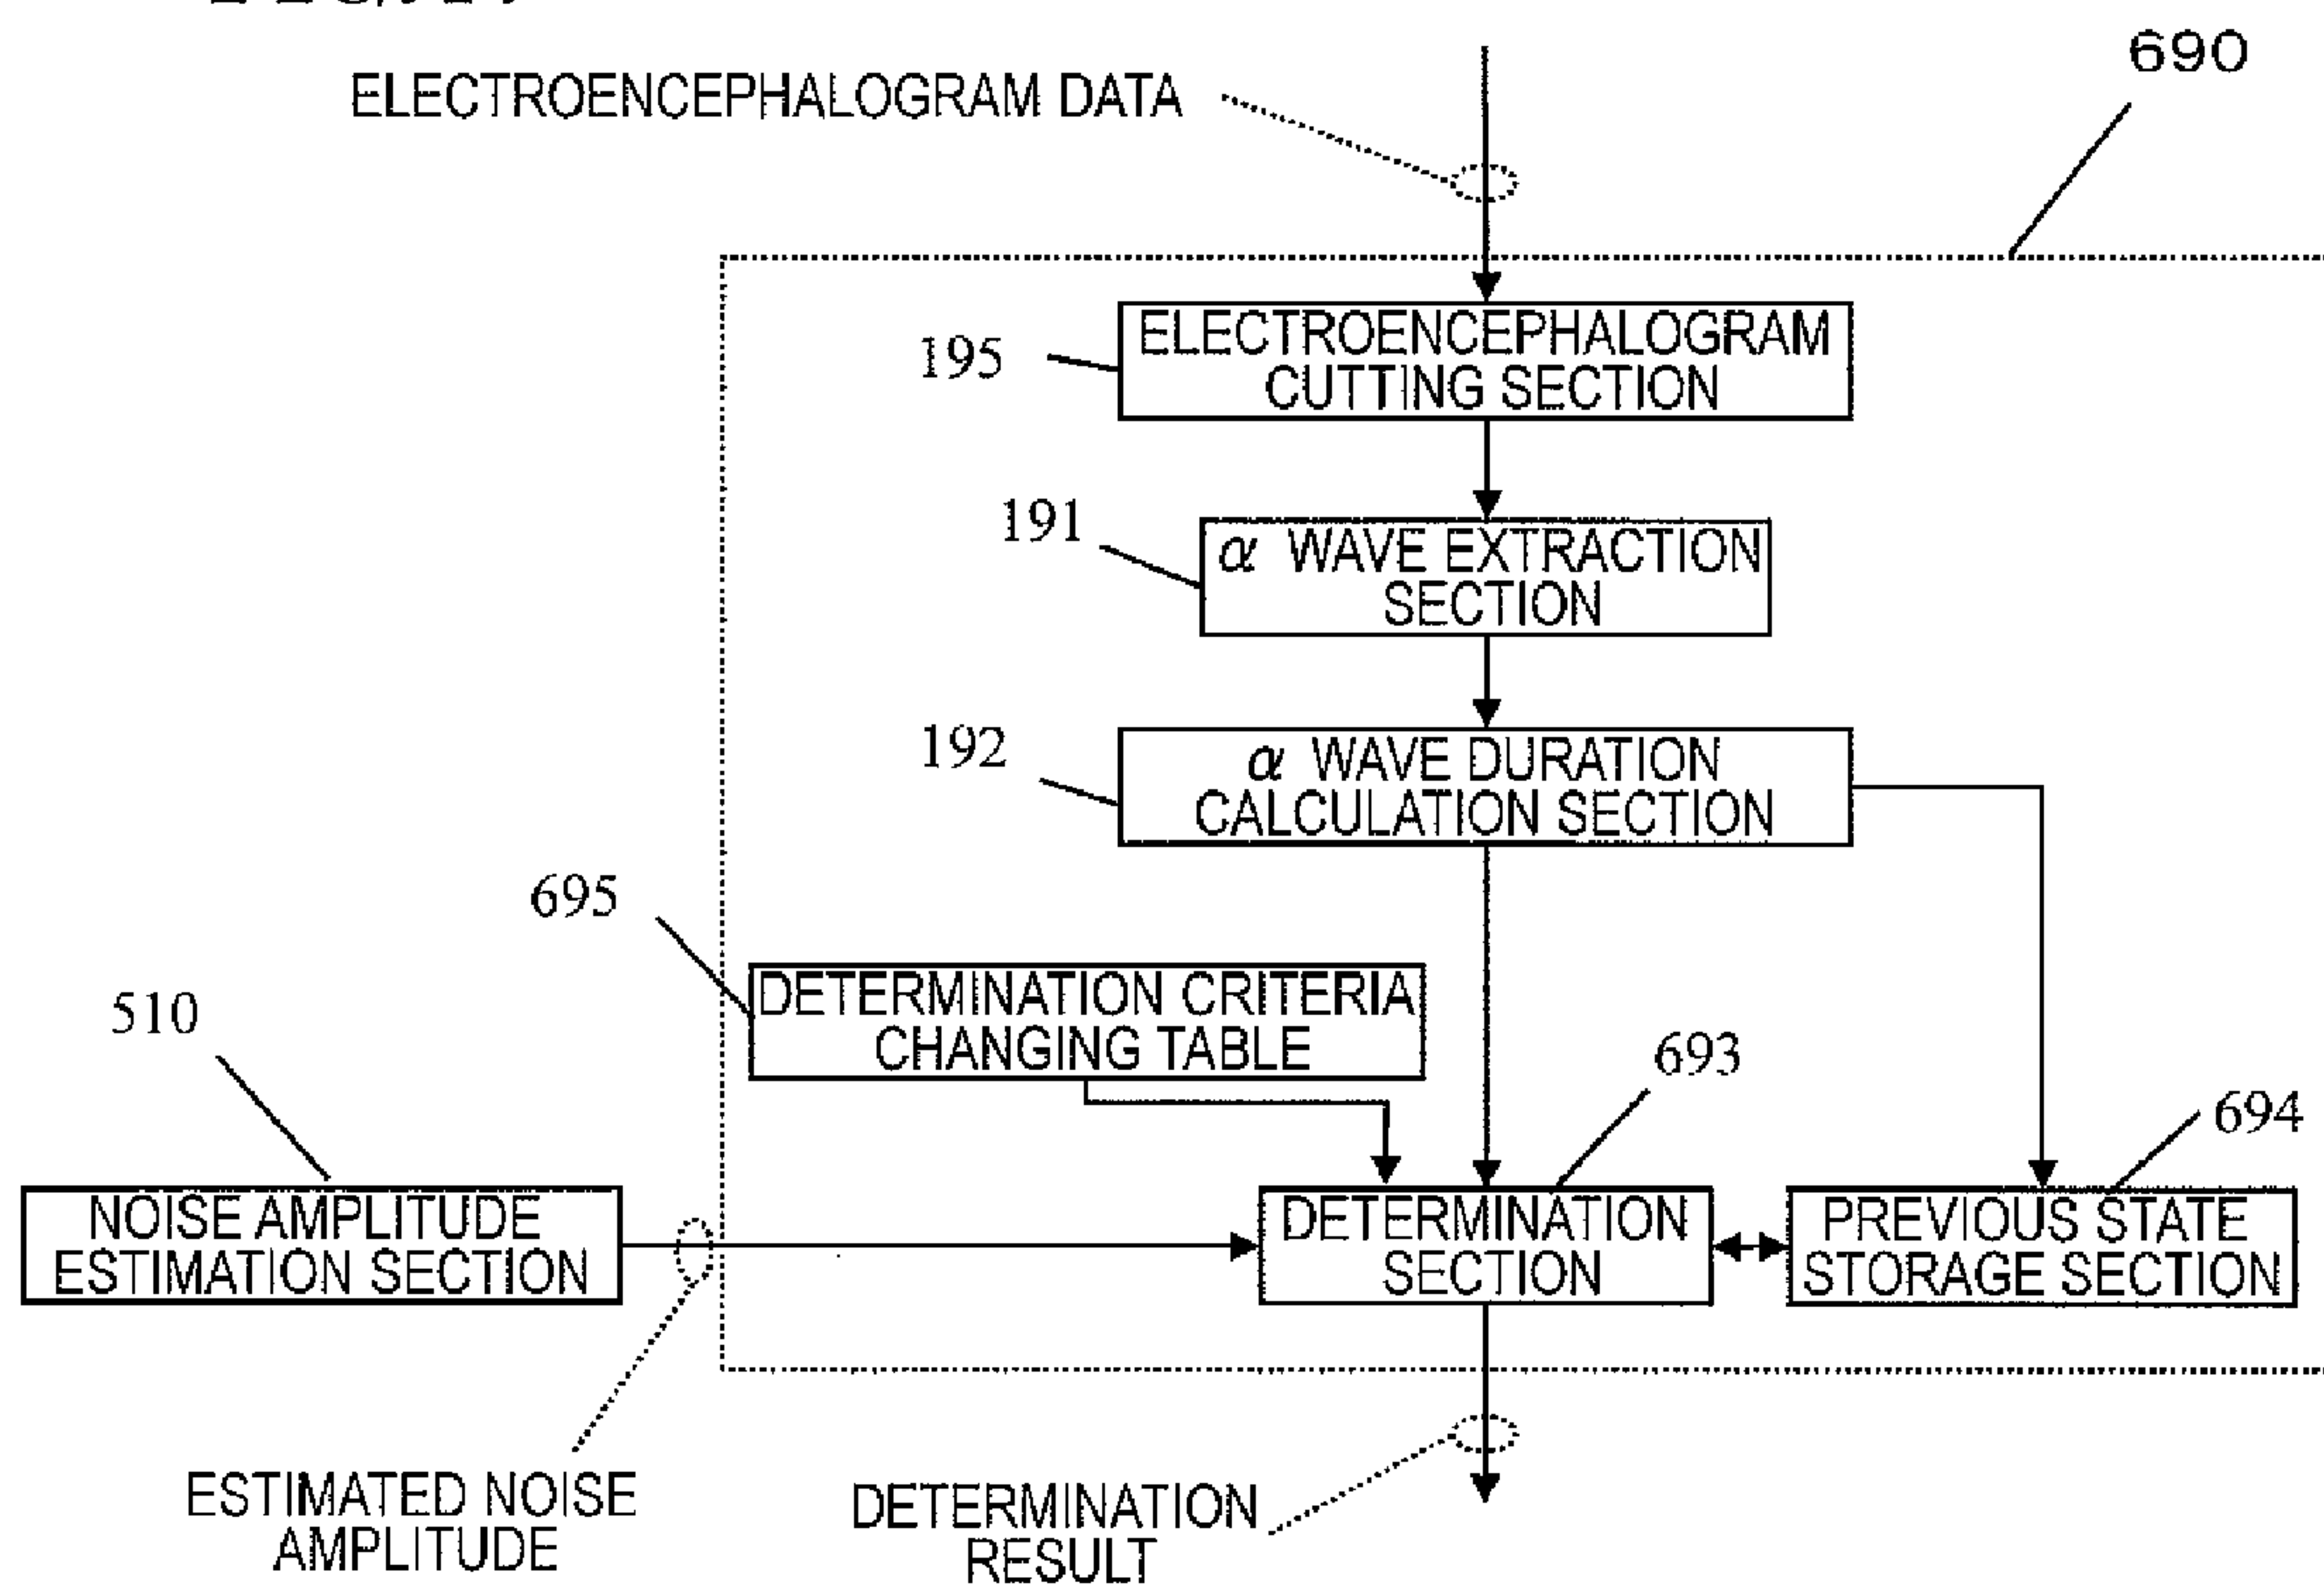 690
ELECTROENCEPHALOGRAM DATA
ELECTROENCEPHALOGRAM
CUTTING SECTION
195
191
α WAVE EXTRACTION
SECTION
192
α WAVE DURATION
CALCULATION SECTION
695
DETERMINATION CRITERIA
CHANGING TABLE
510
693
694
NOISE AMPLITUDE
ESTIMATION SECTION
DETERMINATION
SECTION
PREVIOUS STATE
STORAGE SECTION
ESTIMATED NOISE
AMPLITUDE
DETERMINATION
RESULT